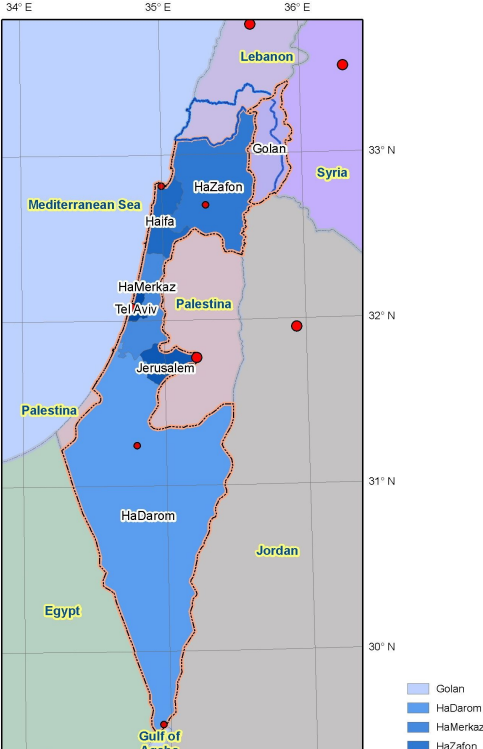 34° E
35° E
36° E
Lebanon
33° N
Golan
Syria
HaZafon
Mediterranean Sea
Haifa
HaMerkaz
Palestina
Tel Aviv
32° N
Jerusalem
Palestina
31° N
HaDarom
Jordan
Egypt
30° N
Golan
HaDarom
Gulf of
HaMerkaz
HaZafon